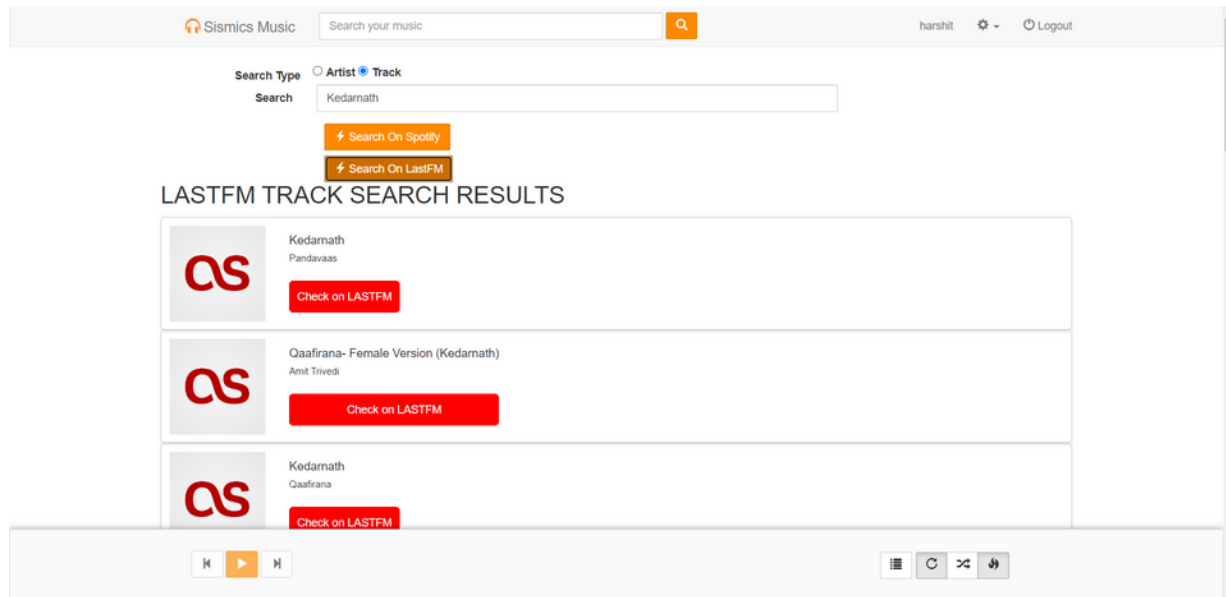 Sismics Music Search your music harshit Logout
Search Type Artist Track
Search Kedarnath
Search On Spotify
Search On LastFM
LASTFM TRACK SEARCH RESULTS
Kedarnath
Pandavaas
Check on LASTFM
Qaafirana- Female Version (Kedarnath)
Amit Trivedi
Check on LASTFM
Kedarnath
Qaafirana
Check on LASTFM